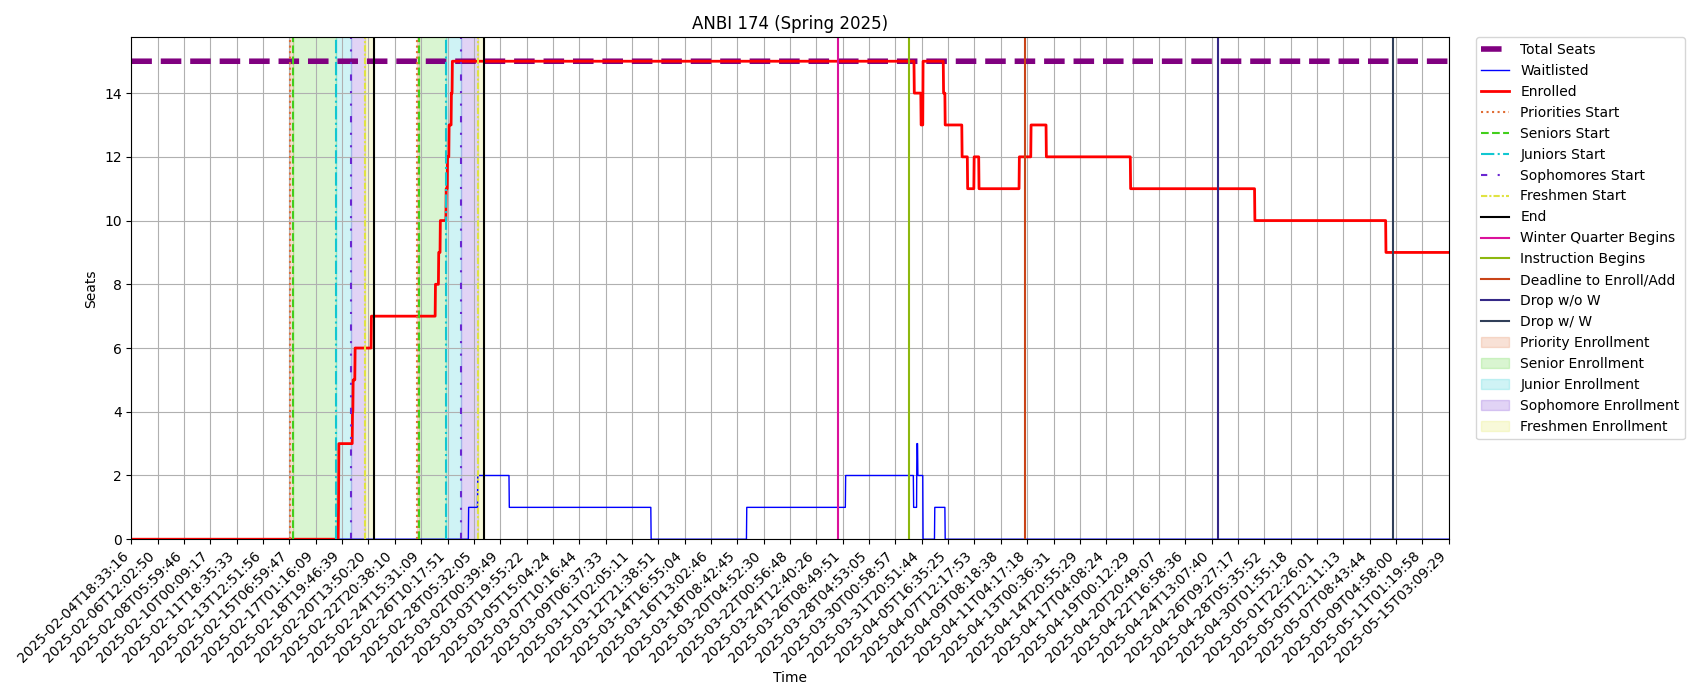 ANBI 174 (Spring 2025)
Seats
14
12
10
8
6
4
2
0
2025-02-04T18:33:16
2025-02-06T12:02:50
2025-02-08T05:59:46
2025-02-10T00:09:17
2025-02-11T18:35:33
2025-02-13T12:51:56
2025-02-15T06:59:47
2025-02-17T01:16:09
2025-02-18T19:46:39
2025-02-20T13:50:20
2025-02-22T20:38:10
2025-02-24T15:31:09
2025-02-26T10:17:51
2025-02-28T05:32:05
2025-03-02T00:39:49
2025-03-03T19:55:22
2025-03-05T15:04:24
2025-03-07T10:16:44
2025-03-09T06:37:33
2025-03-11T02:05:11
2025-03-12T21:38:51
2025-03-14T16:55:04
2025-03-16T13:02:46
2025-03-18T08:42:45
2025-03-20T04:52:30
2025-03-22T00:56:48
2025-03-24T12:40:26
2025-03-26T08:49:51
2025-03-28T04:53:05
2025-03-30T00:58:57
2025-03-31T20:51:44
2025-04-05T16:35:25
2025-04-07T12:17:53
2025-04-09T08:18:38
2025-04-11T04:17:18
2025-04-13T00:36:31
2025-04-14T20:55:29
2025-04-17T04:08:24
2025-04-19T01:12:29
2025-04-20T20:49:07
2025-04-22T16:58:36
2025-04-24T13:07:40
2025-04-26T09:27:17
2025-04-28T05:35:52
2025-04-30T01:55:18
2025-05-01T22:26:01
2025-05-05T12:11:13
2025-05-07T08:43:44
2025-05-09T04:58:00
2025-05-11T01:19:58
2025-05-15T03:09:29
Time
Total Seats
Waitlisted
Enrolled
Priorities Start
Seniors Start
Juniors Start
Sophomores Start
Freshmen Start
End
Winter Quarter Begins
Instruction Begins
Deadline to Enroll/Add
Drop w/o W
Drop w/ W
Priority Enrollment
Senior Enrollment
Junior Enrollment
Sophomore Enrollment
Freshmen Enrollment